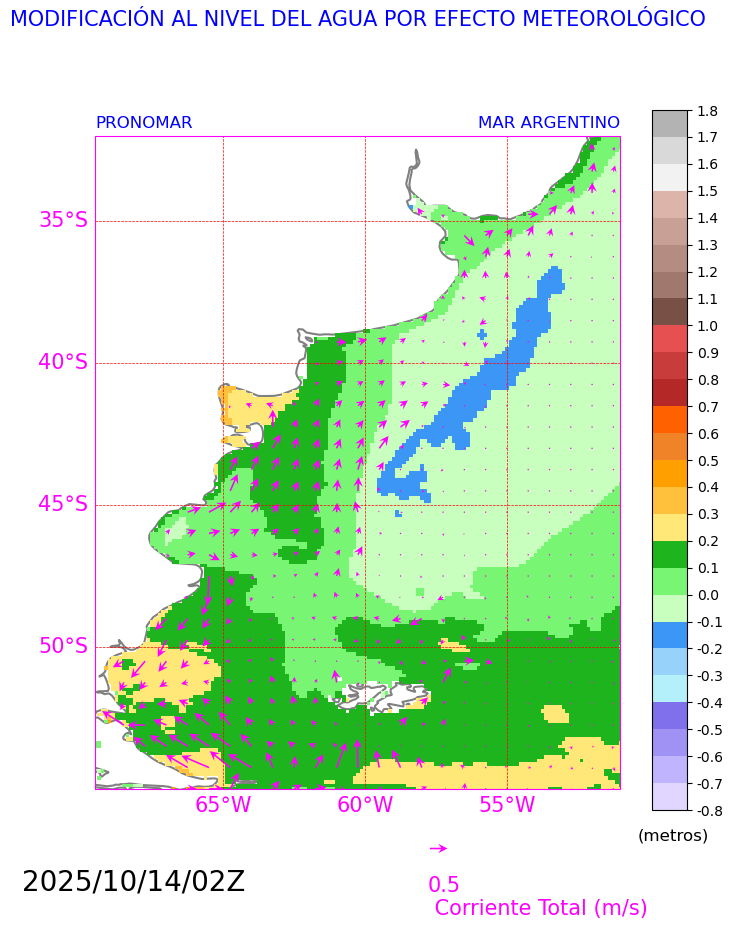 MODIFICACIÓN AL NIVEL DEL AGUA POR EFECTO METEOROLÓGICO
PRONOMAR MAR ARGENTINO
35°S
40°S
45°S
50°S
65°W 60°W 55°W
1.8
1.7
1.6
1.5
1.4
1.3
1.2
1.1
1.0
0.9
0.8
0.7
0.6
0.5
0.4
0.3
0.2
0.1
0.0
-0.1
-0.2
-0.3
-0.4
-0.5
-0.6
-0.7
-0.8
(metros)
2025/10/14/02Z
0.5
Corriente Total (m/s)